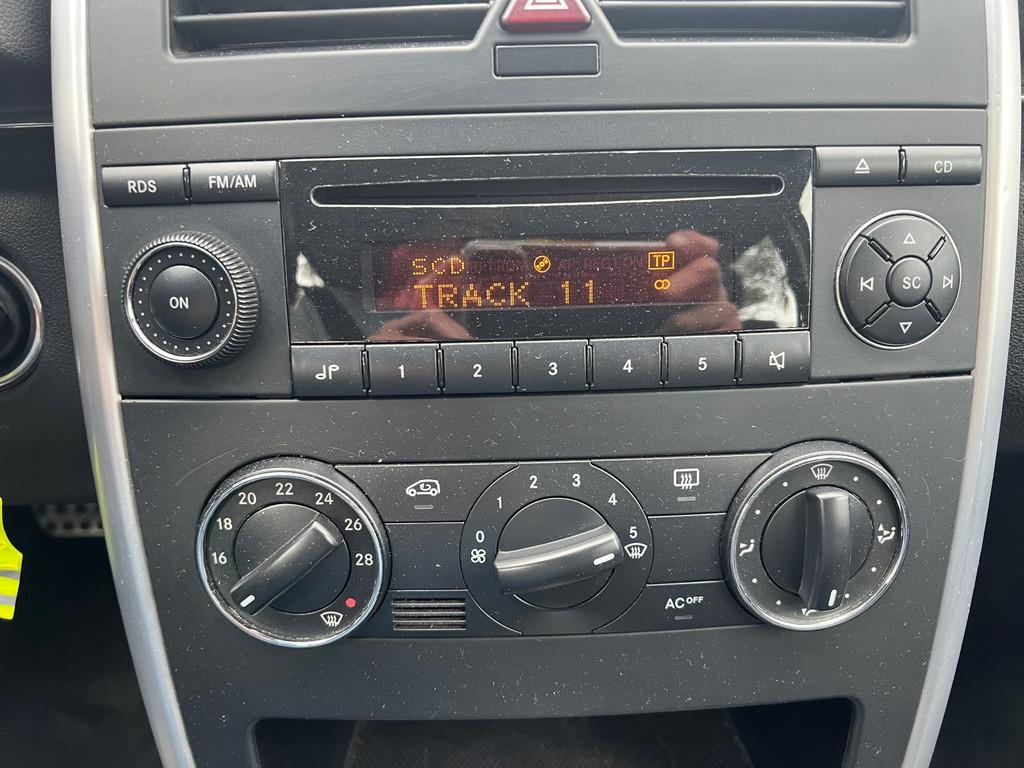 RDS
FM/AM
CD
SCD TP
TRACK 11
ON
SC
1 2 3 4 5
16 18 20 22 24 26 28
0 1 2 3 4 5
AC OFF